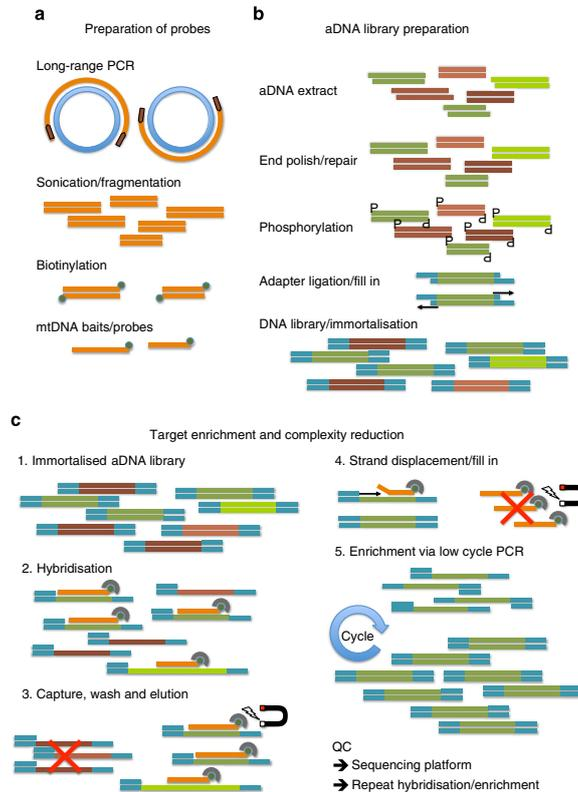 a
Preparation of probes
Long-range PCR
Sonication/fragmentation
Biotinylation
mtDNA baits/probes
b
aDNA library preparation
aDNA extract
End polish/repair
Phosphorylation
P
P
P
P
P
P
P
P
P
P
Adapter ligation/fill in
DNA library/immortalisation
c
Target enrichment and complexity reduction
1. Immortalised aDNA library
2. Hybridisation
3. Capture, wash and elution
4. Strand displacement/fill in
5. Enrichment via low cycle PCR
Cycle
QC
➔ Sequencing platform
➔ Repeat hybridisation/enrichment